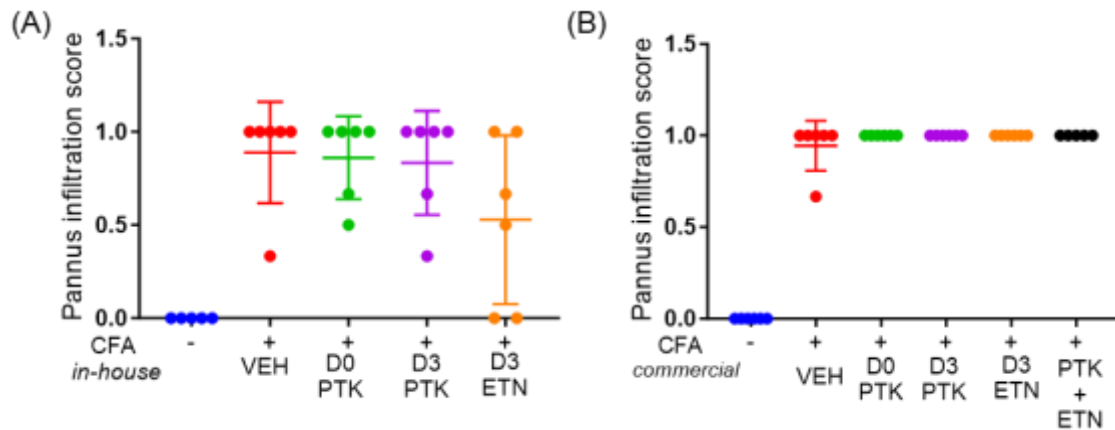 (A)
Pannus infiltration score
1.5
1.0
0.5
0.0
CFA - + + + +
in-house VEH D0 PTK D3 PTK D3 ETN
(B)
Pannus infiltration score
1.5
1.0
0.5
0.0
CFA - + + + + +
commercial VEH D0 PTK D3 PTK D3 ETN PTK + ETN